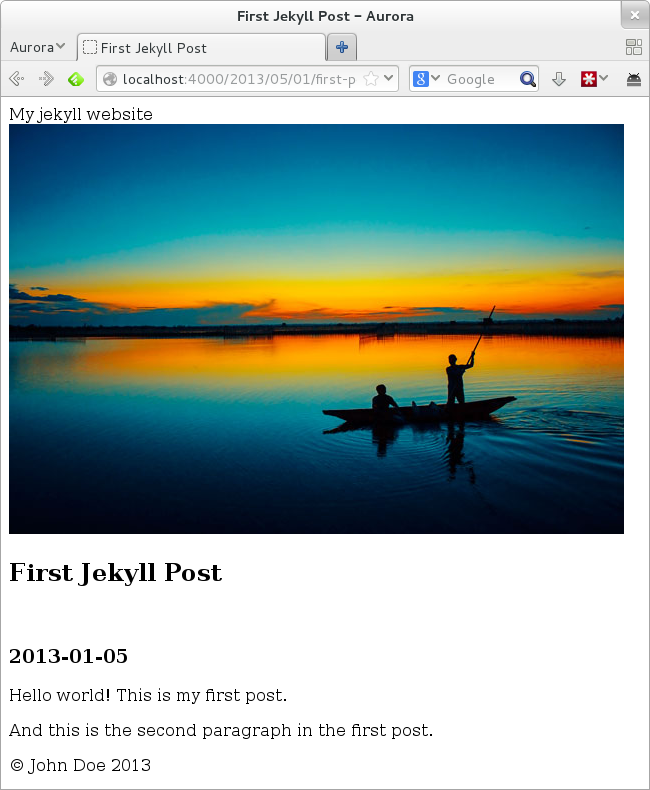 First Jekyll Post - Aurora
Aurora
First Jekyll Post
localhost:4000/2013/05/01/first-p
Google
My jekyll website
First Jekyll Post
2013-01-05
Hello world! This is my first post.
And this is the second paragraph in the first post.
© John Doe 2013